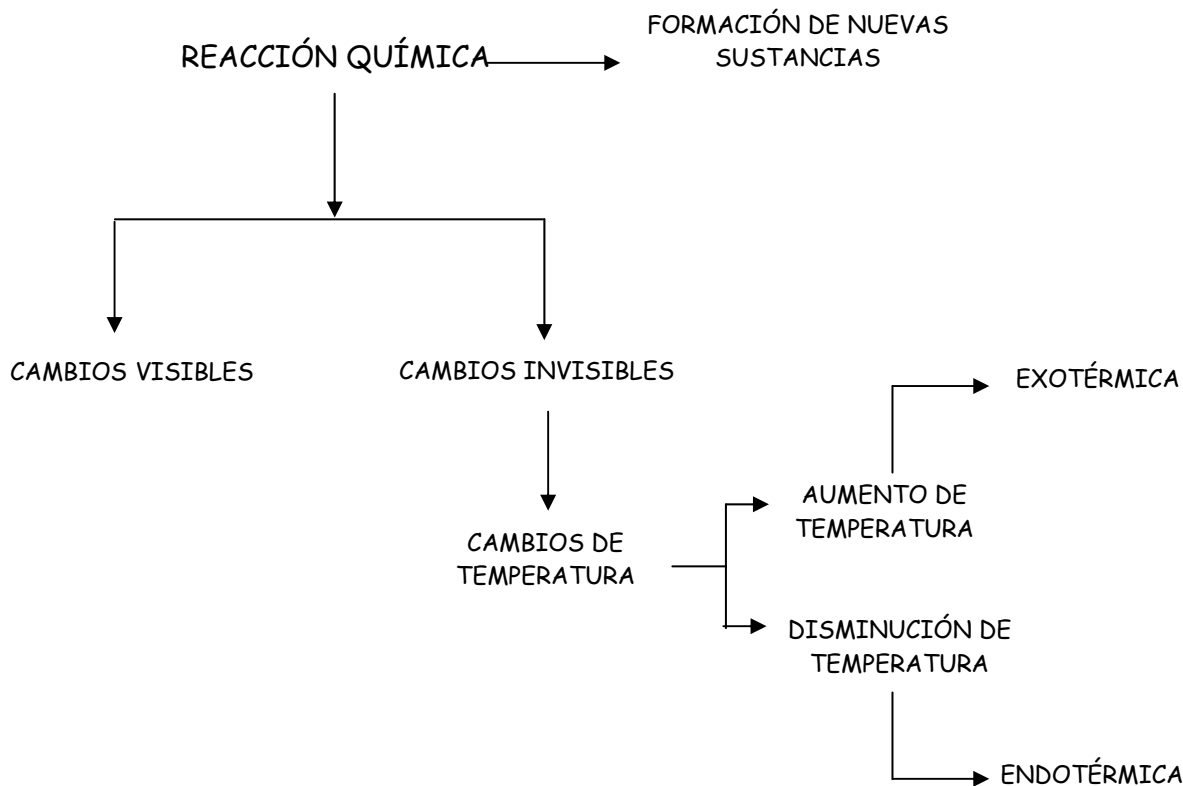 REACCIÓN QUÍMICA
FORMACIÓN DE NUEVAS
SUSTANCIAS
CAMBIOS VISIBLES
CAMBIOS INVISIBLES
CAMBIOS DE
TEMPERATURA
AUMENTO DE
TEMPERATURA
EXOTÉRMICA
DISMINUCIÓN DE
TEMPERATURA
ENDOTÉRMICA